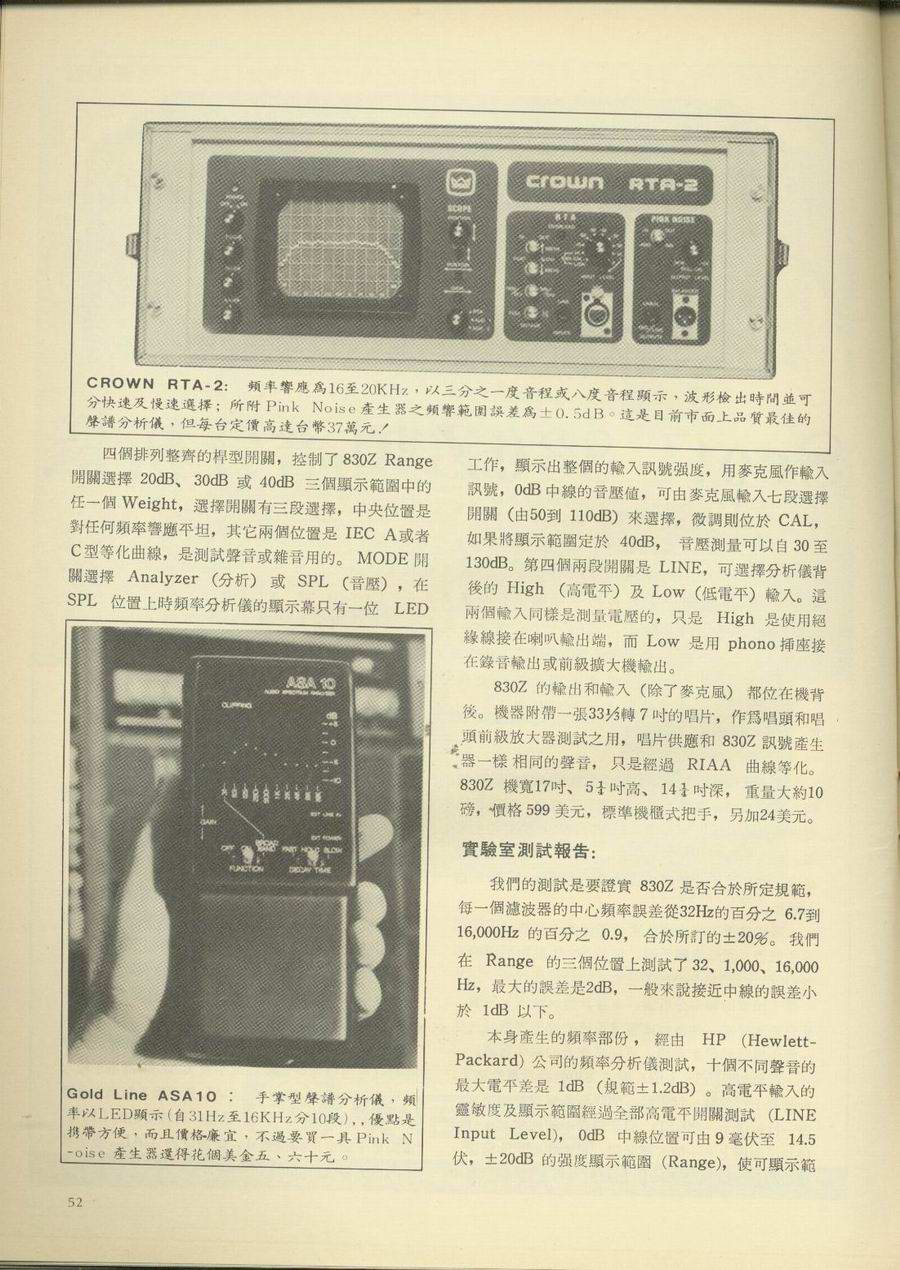 crown RTA-2
SCOPE
RTA
PINK NOISE
CROWN RTA-2: 頻率響應為16至20KHz，以三分之一度音程或八度音程顯示，波形檢出時間並可
分快速及慢速選擇；所附 Pink Noise 產生器之頻響範圍誤差為±0.5dB。這是目前市面上品質最佳的
聲譜分析儀，但每台定價高達台幣37萬元！
四個排列整齊的桿型開關，控制了830Z Range
開關選擇 20dB、 30dB 或 40dB 三個顯示範圍中的
任一個 Weight，選擇開關有三段選擇，中央位置是
對任何頻率響應平坦，其它兩個位置是 IEC A或者
C型等化曲線，是測試聲音或雜音用的。 MODE 開
關選擇 Analyzer （分析） 或 SPL （音壓），在
SPL 位置上時頻率分析儀的顯示幕只有一位 LED
ASA 10
AUDIO SPECTRUM ANALYZER
CLIPPING
dB
GAIN
EXT LINE IN
EXT POWER
OFF BROAD BAND FAST HOLD SLOW
FUNCTION DECAY TIME
Gold Line ASA10 ： 手掌型聲譜分析儀，頻
率以LED顯示(自31Hz至16KHz分10段)，，優點是
携帶方便，而且價格廉宜，不過要買一具 Pink N
-oise 產生器還得花個美金五、六十元。
52
工作，顯示出整個的輸入訊號强度，用麥克風作輸入
訊號，0dB中線的音壓值，可由麥克風輸入七段選擇
開關（由50到 110dB）來選擇，微調則位於 CAL，
如果將顯示範圍定於 40dB， 音壓測量可以自 30 至
130dB。第四個兩段開關是 LINE，可選擇分析儀背
後的 High （高電平） 及 Low（低電平）輸入。這
兩個輸入同樣是測量電壓的，只是 High 是使用絕
緣線接在喇叭輸出端，而 Low 是用 phono 插座接
在錄音輸出或前級擴大機輸出。
830Z 的輸出和輸入（除了麥克風） 都位在機背
後。機器附帶一張33⅓轉７吋的唱片，作爲唱頭和唱
頭前級放大器測試之用，唱片供應和 830Z 訊號產生
器一樣 相同的聲音， 只是經過 RIAA 曲線等化。
830Z 機寬17吋、 5¼吋高、 14¼吋深， 重量大約10
磅，價格 599 美元，標準機櫃式把手，另加24美元。
實驗室測試報告：
我們的測試是要證實 830Z 是否合於所定規範，
每一個濾波器的中心頻率誤差從32Hz的百分之 6.7到
16,000Hz 的百分之 0.9， 合於所訂的±20%。我們
在 Range 的三個位置上測試了 32、1,000、16,000
Hz，最大的誤差是2dB，一般來說接近中線的誤差小
於 1dB 以下。
本身產生的頻率部份， 經由 HP (Hewlett-
Packard) 公司的頻率分析儀測試，十個不同聲音的
最大電平差是 1dB （規範±1.2dB）。高電平輸入的
靈敏度及顯示範圍經過全部高電平開關測試 (LINE
Input Level)， 0dB 中線位置可由 9 毫伏至 14.5
伏，±20dB 的强度顯示範圍 (Range)，使可顯示範